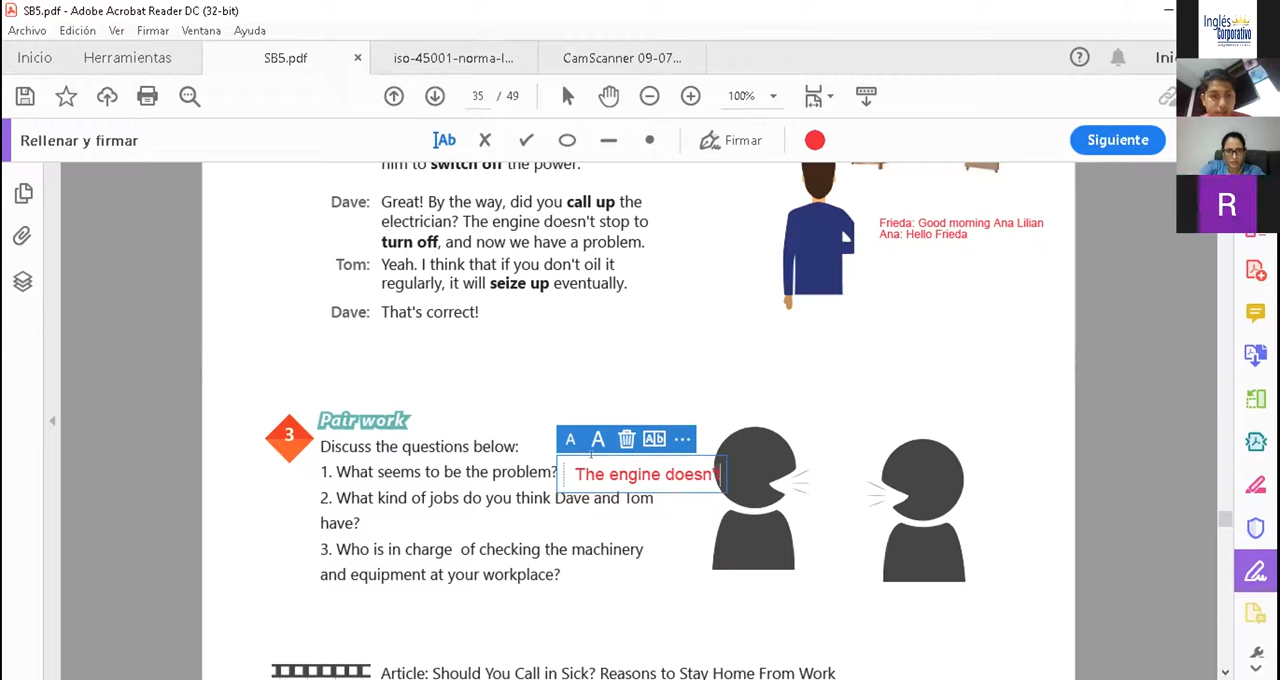 SB5.pdf - Adobe Acrobat Reader DC (32-bit)
Archivo Edición Ver Firmar Ventana Ayuda
Inicio Herramientas SB5.pdf × iso-45001-norma-I... CamScanner 09-07... Ini
35 / 49 100%
Rellenar y firmar Ab Firmar Siguiente
Inglés
Corporativo
R
him to switch off the power.
Dave: Great! By the way, did you call up the
electrician? The engine doesn't stop to
turn off, and now we have a problem.
Tom: Yeah. I think that if you don't oil it
regularly, it will seize up eventually.
Dave: That's correct!
Frieda: Good morning Ana Lilian
Ana: Hello Frieda
3 Pair work
Discuss the questions below:
A A Ab ...
1. What seems to be the problem? The engine doesn't
2. What kind of jobs do you think Dave and Tom
have?
3. Who is in charge of checking the machinery
and equipment at your workplace?
Article: Should You Call in Sick? Reasons to Stay Home From Work